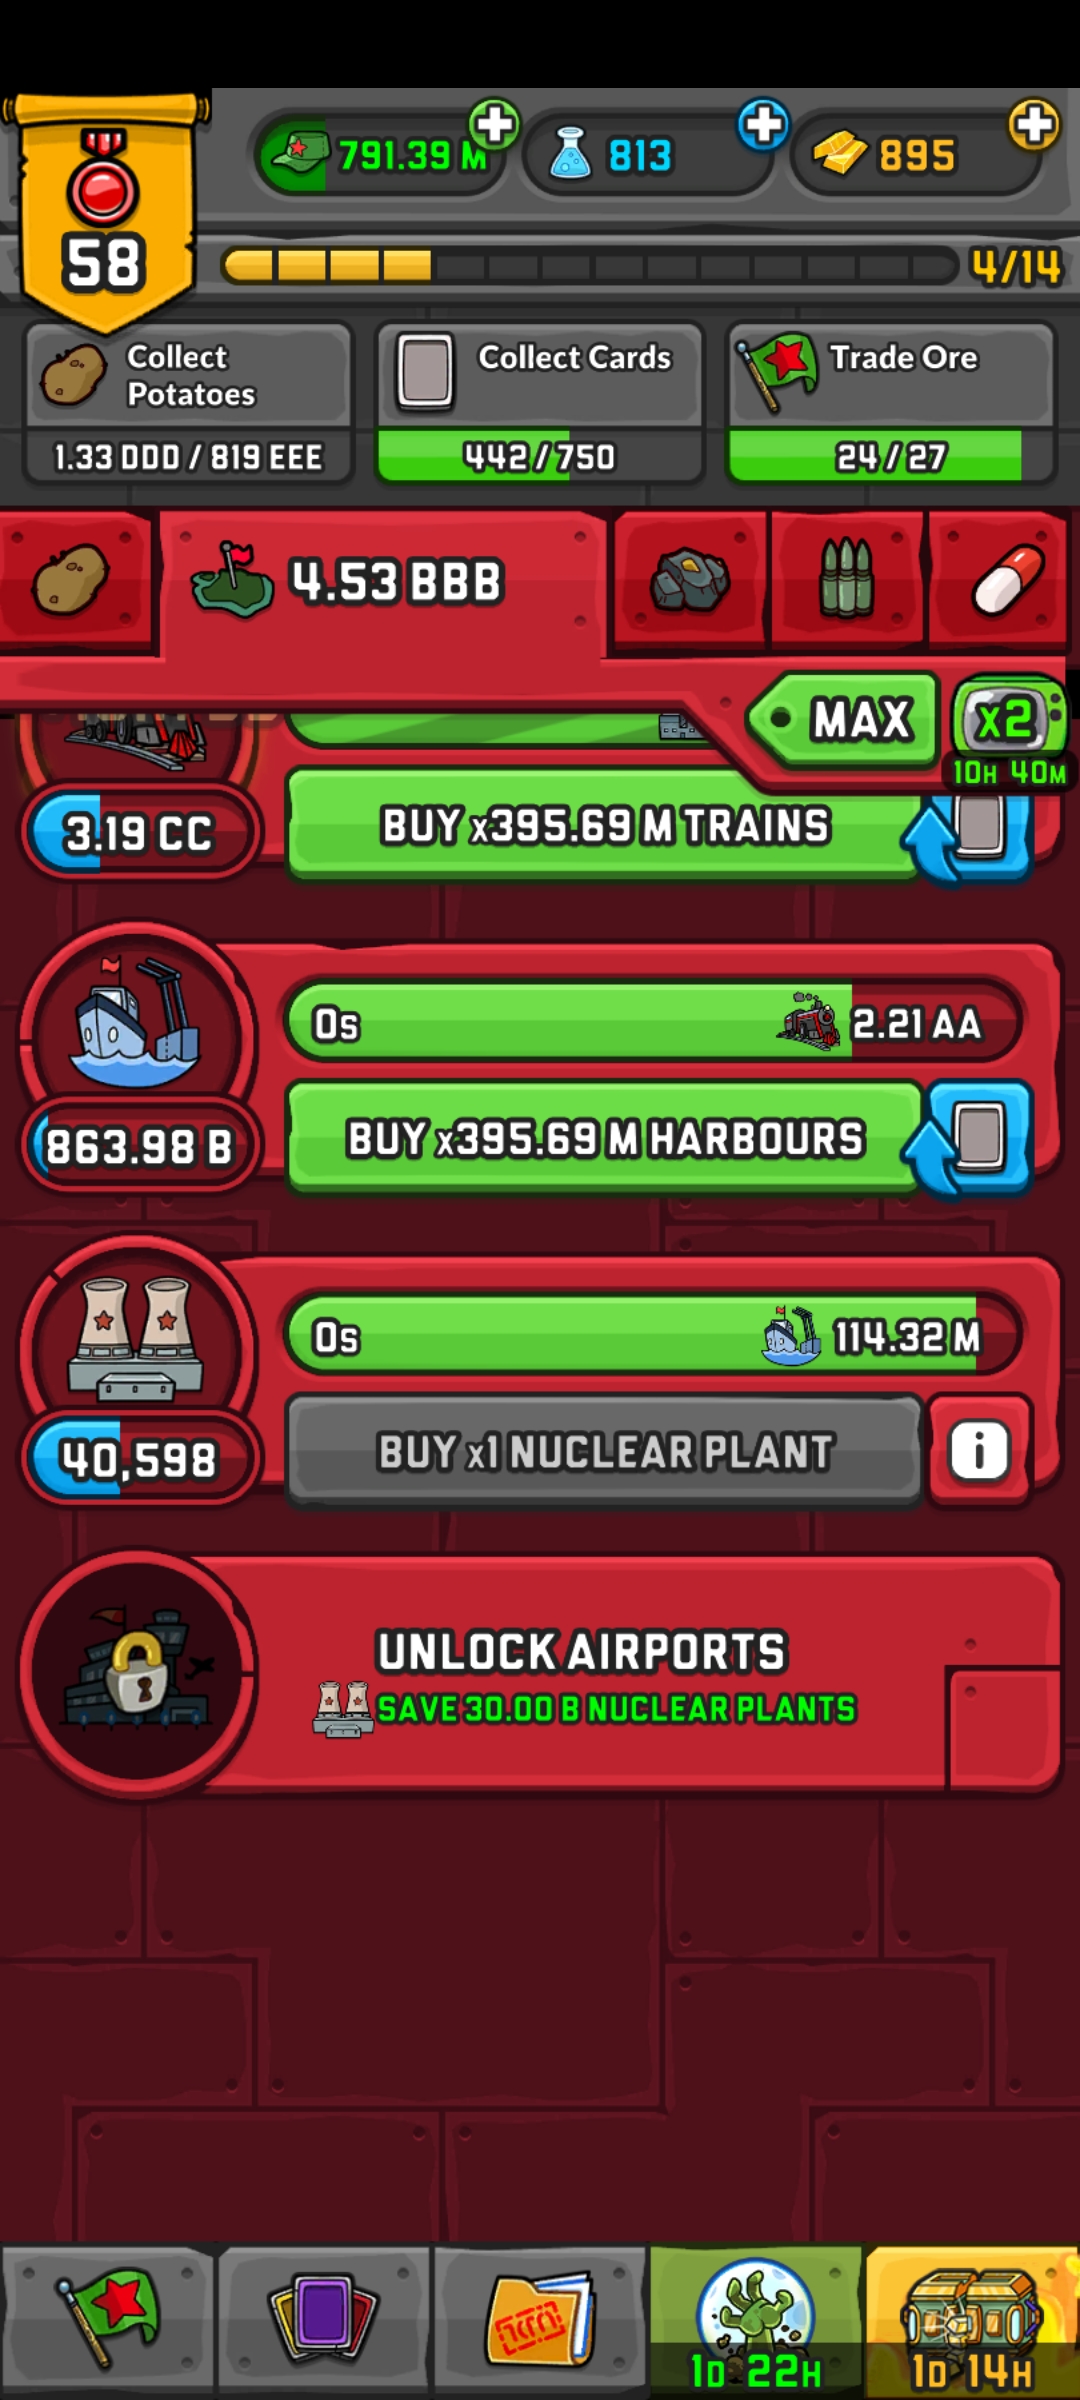 791.39 M
813
895
58
4/14
Collect
Potatoes
1.33 DDD / 819 EEE
Collect Cards
442/750
Trade Ore
24/27
4.53 BBB
MAX
x2
10H 40M
3.19 CC
BUY x395.69 M TRAINS
0s
2.21 AA
863.98 B
BUY x395.69 M HARBOURS
0s
114.32 M
40,598
BUY x1 NUCLEAR PLANT
i
UNLOCK AIRPORTS
SAVE 30.00 B NUCLEAR PLANTS
1D 22H
1D 14H